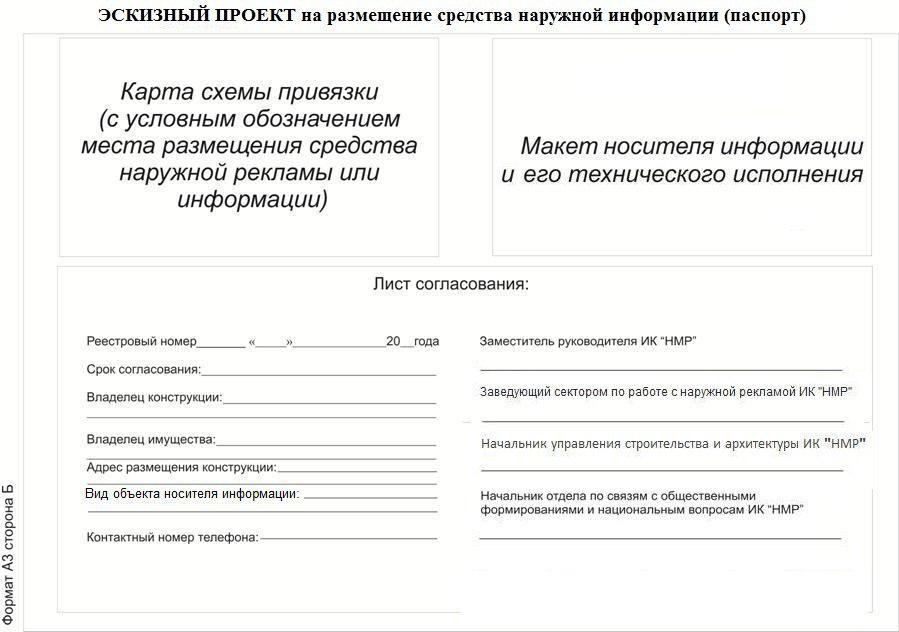 ЭСКИЗНЫЙ ПРОЕКТ на размещение средства наружной информации (паспорт)
Карта схемы привязки
(с условным обозначением
места размещения средства
наружной рекламы или
информации)
Макет носителя информации
и его технического исполнения
Лист согласования:
Реестровый номер_______ «____»_____________20__года
Срок согласования:
Владелец конструкции:
Владелец имущества:
Адрес размещения конструкции:
Вид объекта носителя информации:
Контактный номер телефона:
Заместитель руководителя ИК "НМР"
Заведующий сектором по работе с наружной рекламой ИК "НМР"
Начальник управления строительства и архитектуры ИК "НМР"
Начальник отдела по связям с общественными
формированиями и национальным вопросам ИК "НМР"
Формат А3 сторона Б